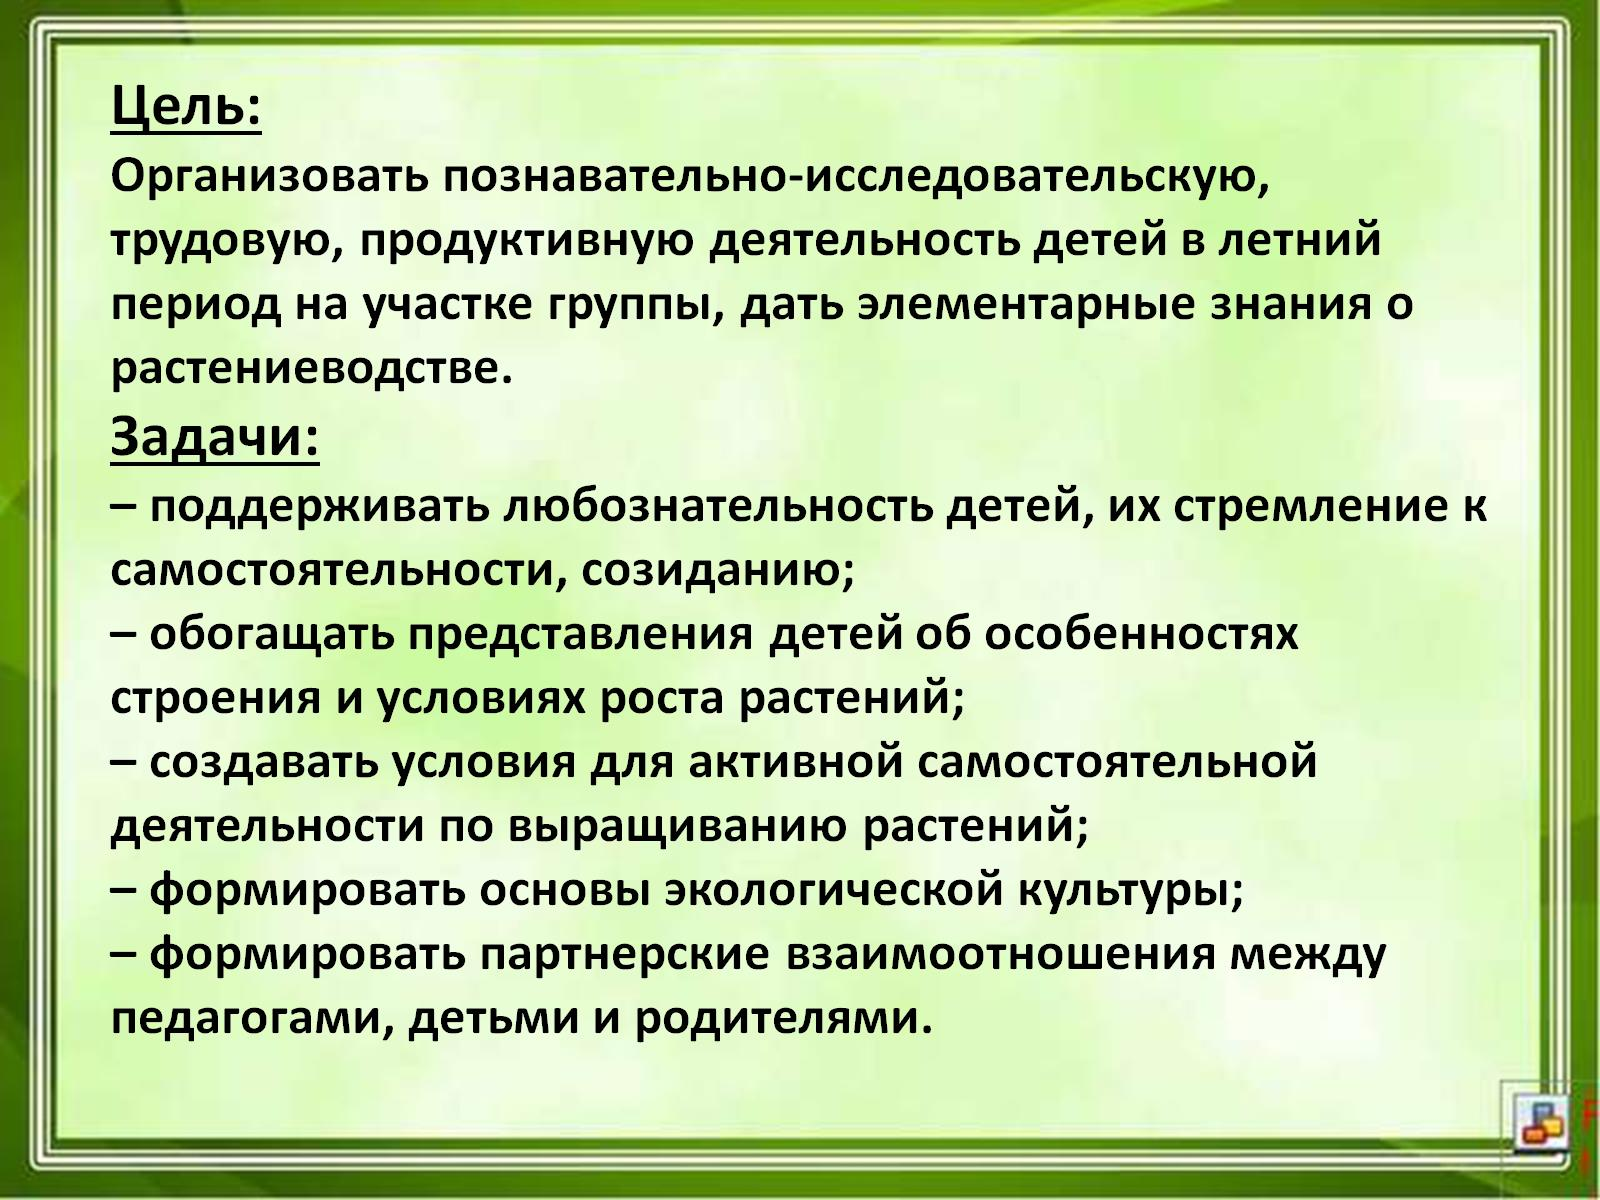 Цель:
Организовать познавательно-исследовательскую,
трудовую, продуктивную деятельность детей в летний
период на участке группы, дать элементарные знания о
растениеводстве.
Задачи:
– поддерживать любознательность детей, их стремление к
самостоятельности, созиданию;
– обогащать представления детей об особенностях
строения и условиях роста растений;
– создавать условия для активной самостоятельной
деятельности по выращиванию растений;
– формировать основы экологической культуры;
– формировать партнерские взаимоотношения между
педагогами, детьми и родителями.